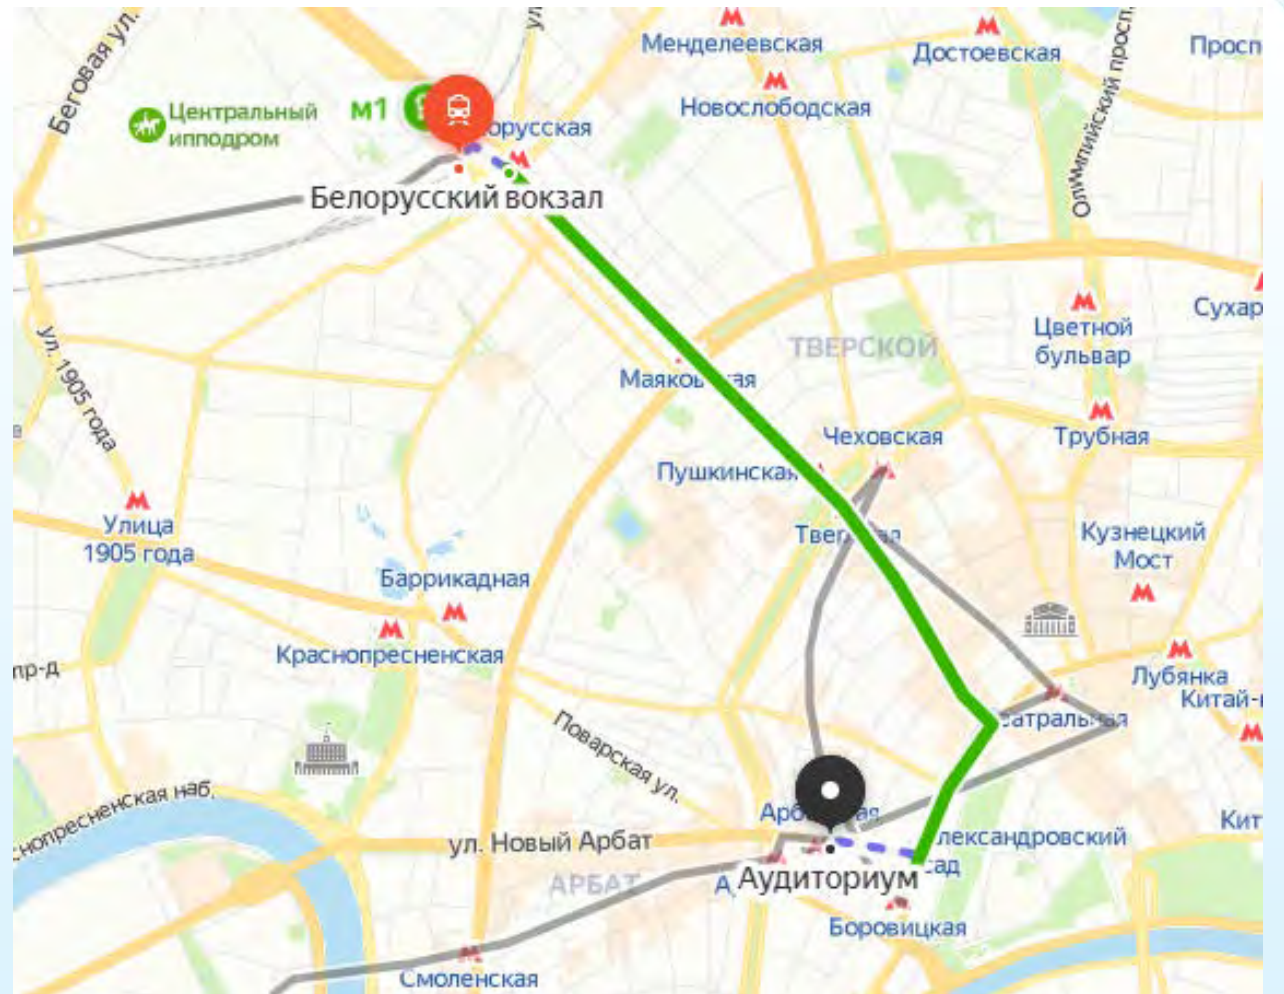 Беговая ул.
Менделеевская
Достоевская
Олимпийский просп.
Центральный
ипподром
м1
Новослободская
Белорусский вокзал
ул. 1905 года
Цветной
бульвар
ТВЕРСКОЙ
Чеховская
Трубная
Пушкинская
Улица
1905 года
Кузнецкий
Мост
Баррикадная
Краснопресненская
пр-д
Лубянка
Поварская ул.
ул. Новый Арбат
АРБАТ
Аудиториум
Боровицкая
Смоленская